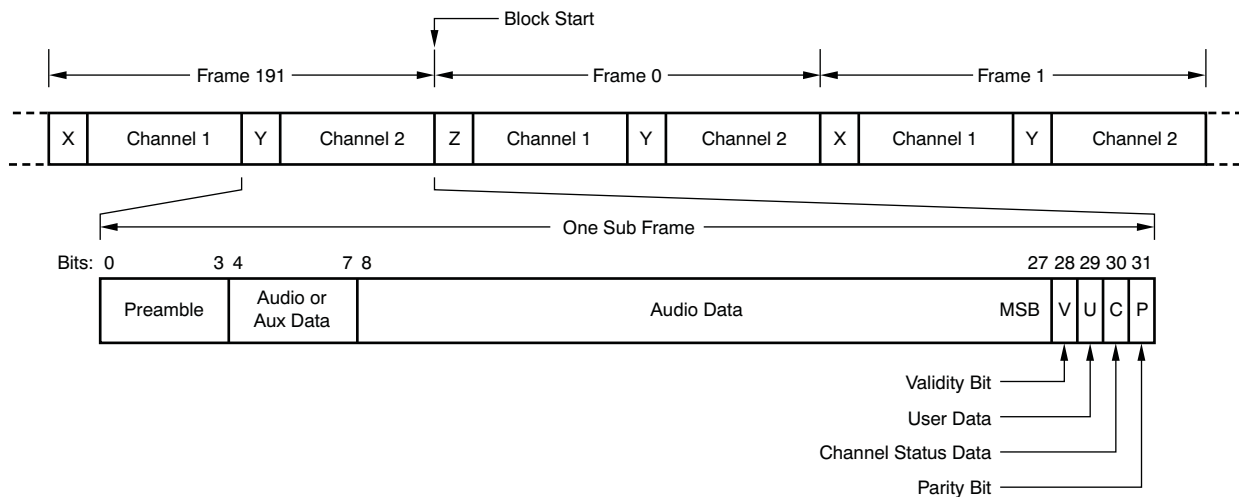 Block Start
Frame 191 Frame 0 Frame 1
X Channel 1 Y Channel 2 Z Channel 1 Y Channel 2 X Channel 1 Y Channel 2
One Sub Frame
Bits: 0 3 4 7 8 27 28 29 30 31
Preamble Audio or Aux Data Audio Data MSB V U C P
Validity Bit
User Data
Channel Status Data
Parity Bit